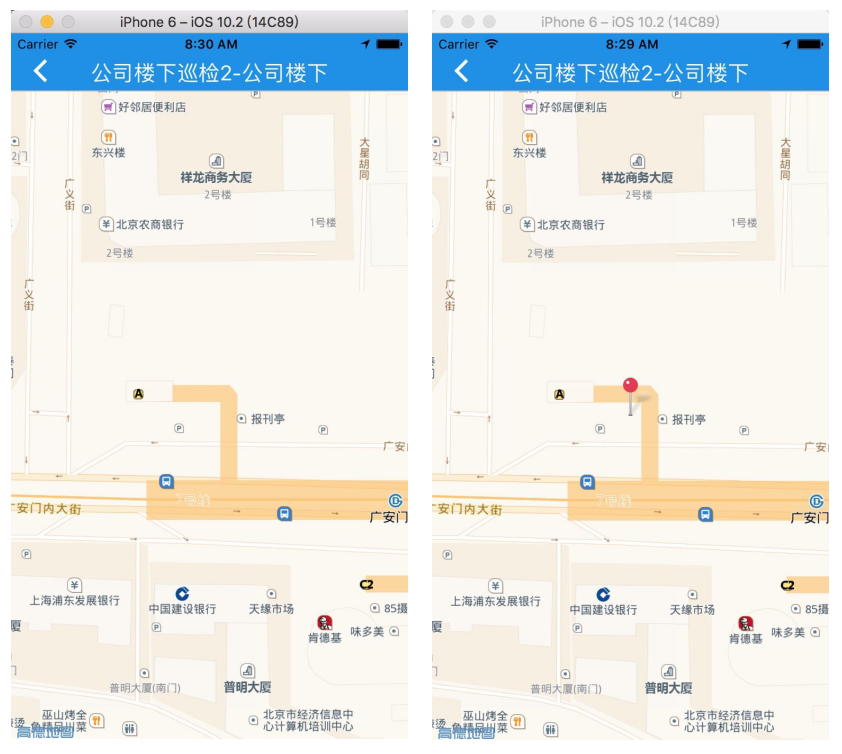 iPhone 6 – iOS 10.2 (14C89)
Carrier
8:30 AM
公司楼下巡检2-公司楼下
P
好邻居便利店
东兴楼
大星胡同
2门
祥龙商务大厦
2号楼
广义街
P
¥
北京农商银行
1号楼
2号楼
广义街
A
报刊亭
P
P
广安
安门内大街
广安门
P
C2
¥
上海浦东发展银行
中国建设银行
天缘市场
85摄
P
肯德基
味多美
厦
普明大厦(南门)
普明大厦
巫山烤全
北京市经济信息中
心计算机培训中心
高德地图
iPhone 6 – iOS 10.2 (14C89)
Carrier
8:29 AM
公司楼下巡检2-公司楼下
P
好邻居便利店
东兴楼
大星胡同
2门
祥龙商务大厦
2号楼
广义街
P
¥
北京农商银行
1号楼
2号楼
广义街
A
报刊亭
P
P
广安
安门内大街
广安门
P
C2
¥
上海浦东发展银行
中国建设银行
天缘市场
85摄
P
肯德基
味多美
厦
普明大厦(南门)
普明大厦
巫山烤全
北京市经济信息中
心计算机培训中心
高德地图